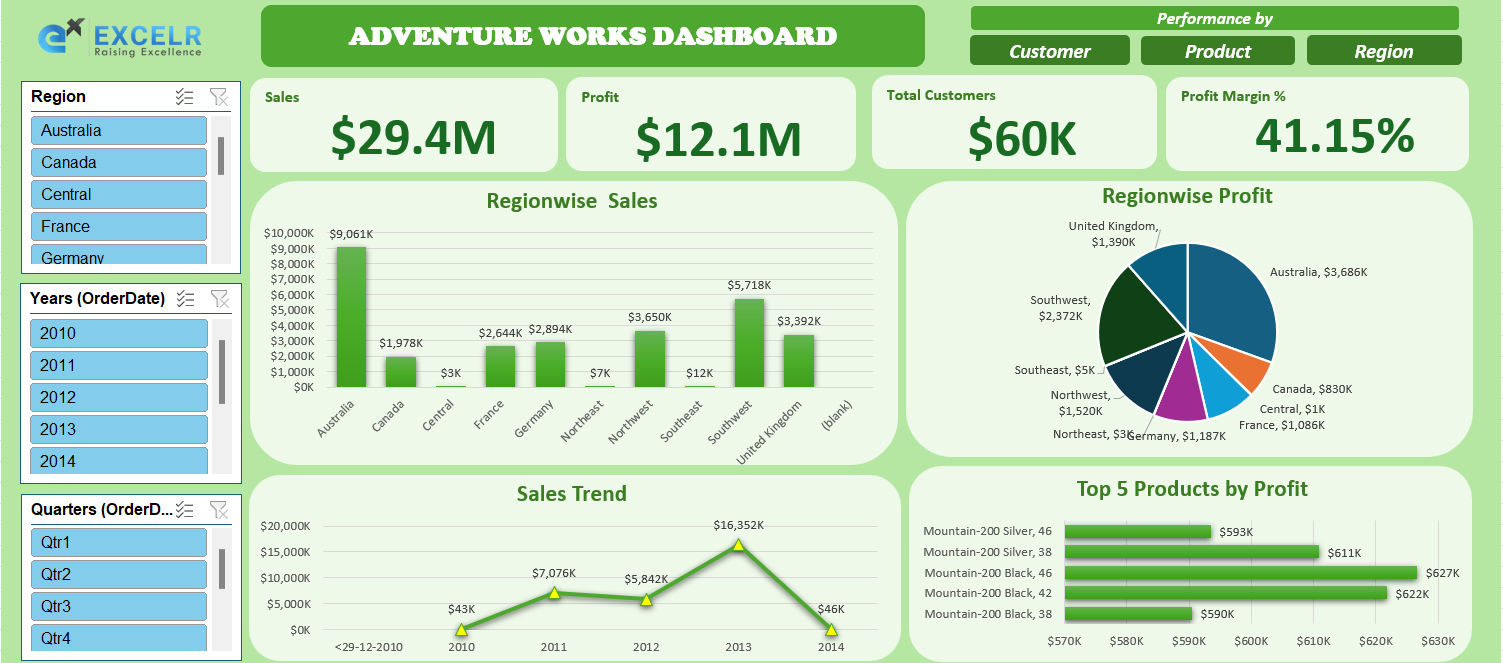 EXCELR
Raising Excellence
ADVENTURE WORKS DASHBOARD
Performance by
Customer
Product
Region
Region
Australia
Canada
Central
France
Germany
Years (OrderDate)
2010
2011
2012
2013
2014
Quarters (OrderD...
Qtr1
Qtr2
Qtr3
Qtr4
Sales
$29.4M
Profit
$12.1M
Total Customers
$60K
Profit Margin %
41.15%
Regionwise Sales
$10,000K
$9,000K
$8,000K
$7,000K
$6,000K
$5,000K
$4,000K
$3,000K
$2,000K
$1,000K
$0K
$9,061K
$1,978K
$3K
$2,644K
$2,894K
$7K
$3,650K
$12K
$5,718K
$3,392K
Australia
Canada
Central
France
Germany
Northeast
Northwest
Southeast
Southwest
United Kingdom
(blank)
Regionwise Profit
United Kingdom,
$1,390K
Australia, $3,686K
Southwest,
$2,372K
Southeast, $5K
Northwest,
$1,520K
Northeast, $3K
Germany, $1,187K
Canada, $830K
Central, $1K
France, $1,086K
Sales Trend
$20,000K
$15,000K
$10,000K
$5,000K
$0K
$43K
$7,076K
$5,842K
$16,352K
$46K
<29-12-2010
2010
2011
2012
2013
2014
Top 5 Products by Profit
Mountain-200 Silver, 46
$593K
Mountain-200 Silver, 38
$611K
Mountain-200 Black, 46
$627K
Mountain-200 Black, 42
$622K
Mountain-200 Black, 38
$590K
$570K
$580K
$590K
$600K
$610K
$620K
$630K